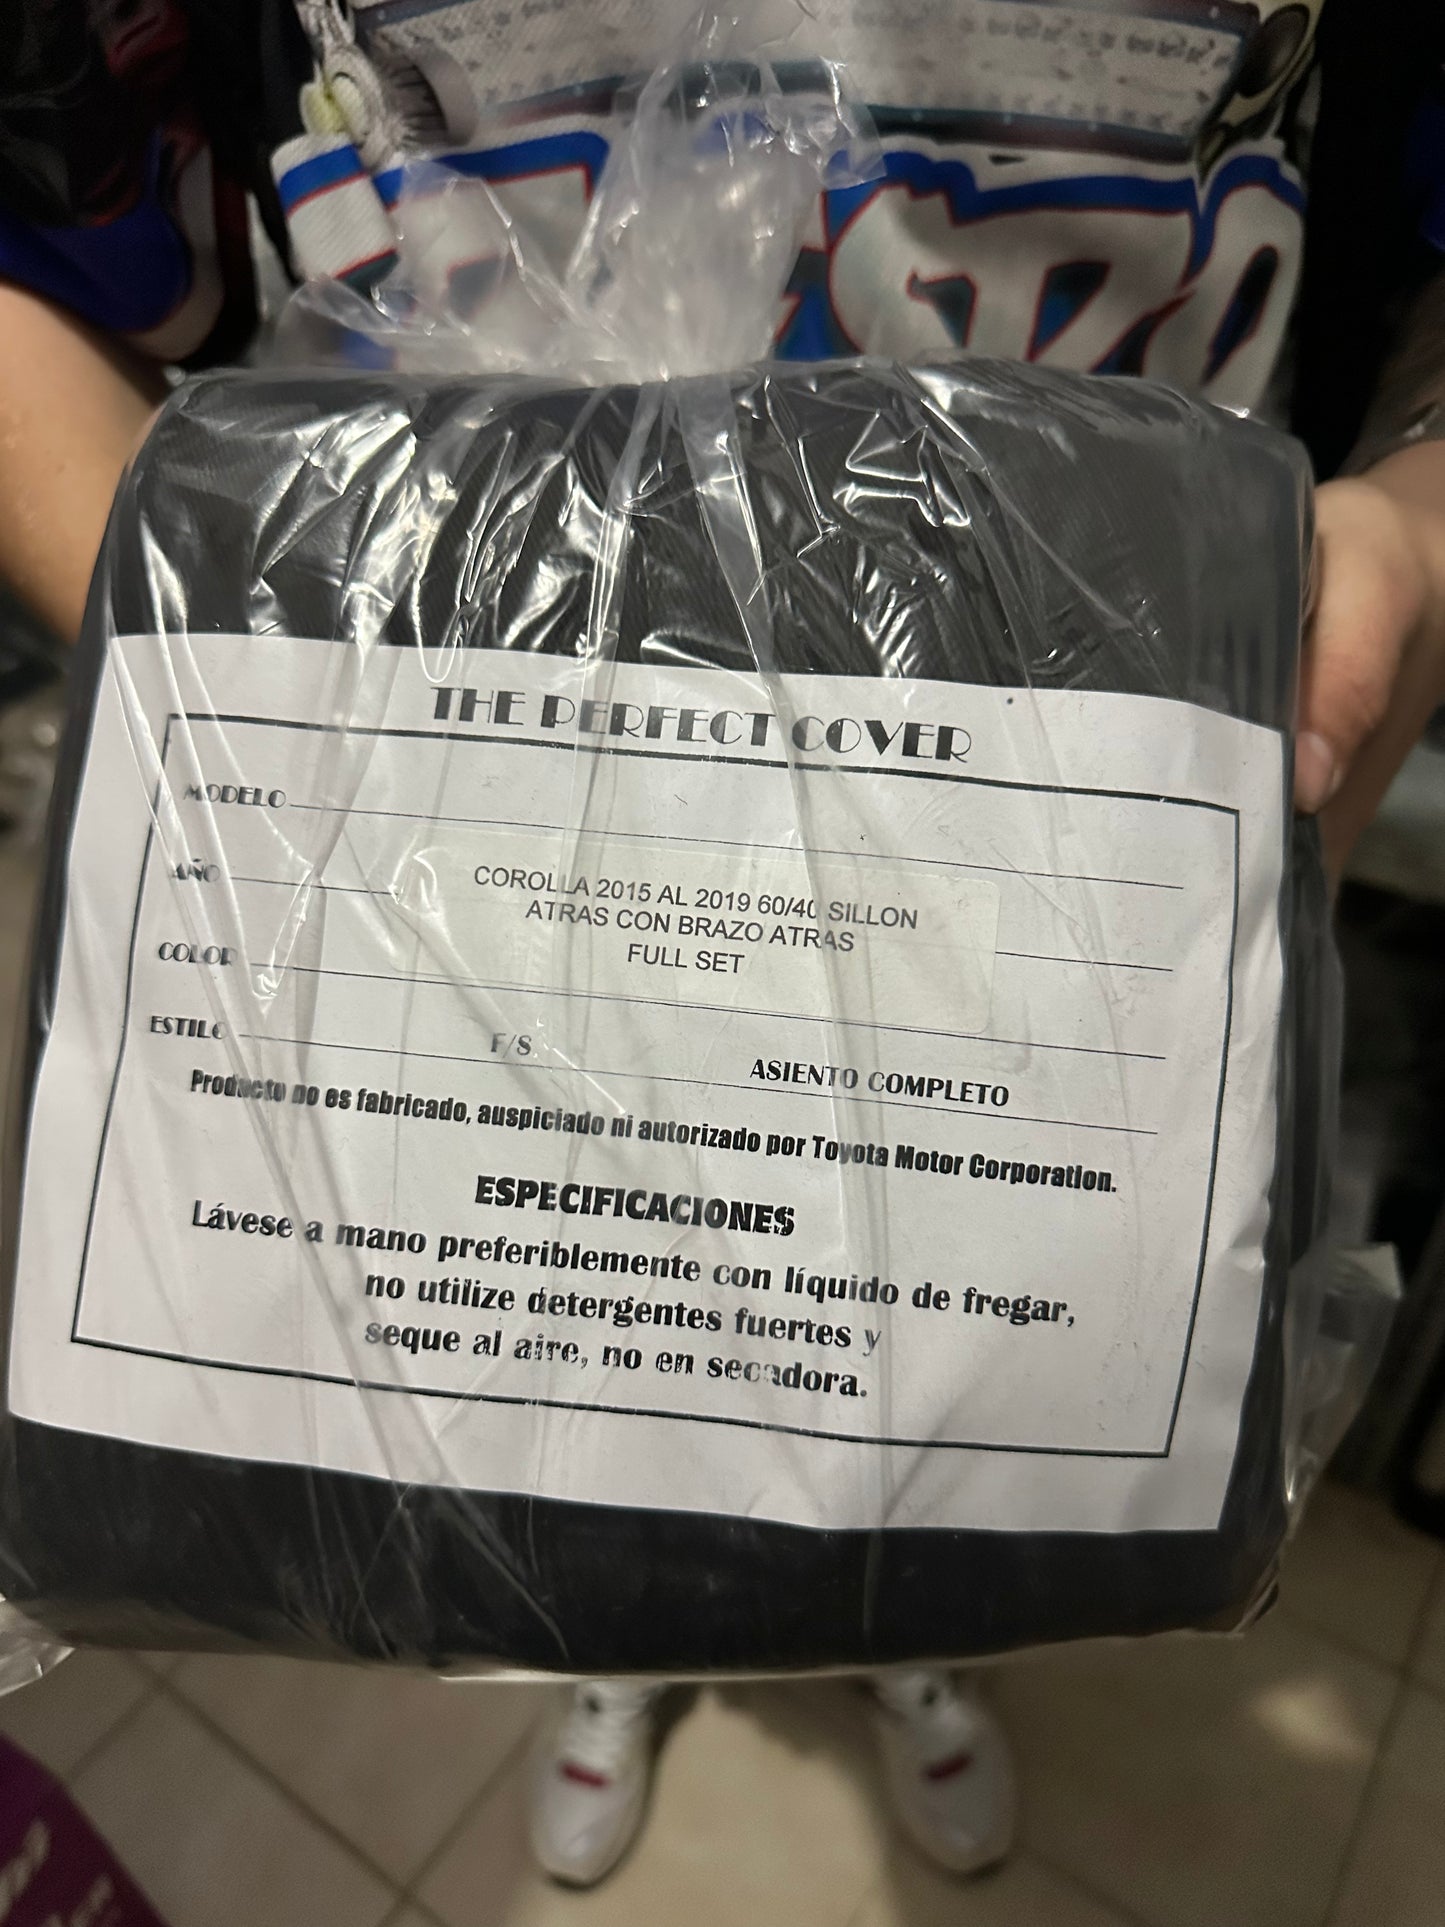 THE PERFECT COVER
MODELO
AÑO
COROLLA 2015 AL 2019 60/40 SILLON
ATRAS CON BRAZO ATRAS
FULL SET
COLOR
ESTILO F/S ASIENTO COMPLETO
Producto no es fabricado, auspiciado ni autorizado por Toyota Motor Corporation.
ESPECIFICACIONES
Lávese a mano preferiblemente con líquido de fregar,
no utilize detergentes fuertes y
seque al aire, no en secadora.